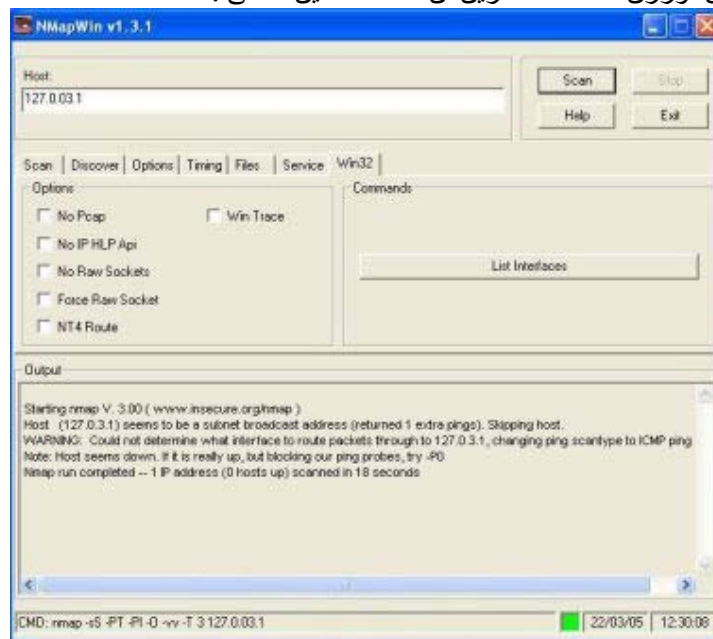 NMapWin v1.3.1
Host:
127.0.03.1
Scan
Stop
Help
Exit
Scan Discover Options Timing Files Service Win32
Options
Commands
No Pcap
Win Trace
No IP HLP Api
No Raw Sockets
List Interfaces
Force Raw Socket
NT4 Route
Output
Starting nmap V. 3.00 ( www.insecure.org/nmap )
Host (127.0.3.1) seems to be a subnet broadcast address (returned 1 extra pings). Skipping host.
WARNING: Could not determine what interface to route packets through to 127.0.3.1, changing ping scantype to ICMP ping
Note: Host seems down. If it is really up, but blocking our ping probes, try -P0
Nmap run completed -- 1 IP address (0 hosts up) scanned in 18 seconds
CMD: nmap -sS -PT -PI -O -vv -T 3 127.0.03.1
22/03/05
12:30:08